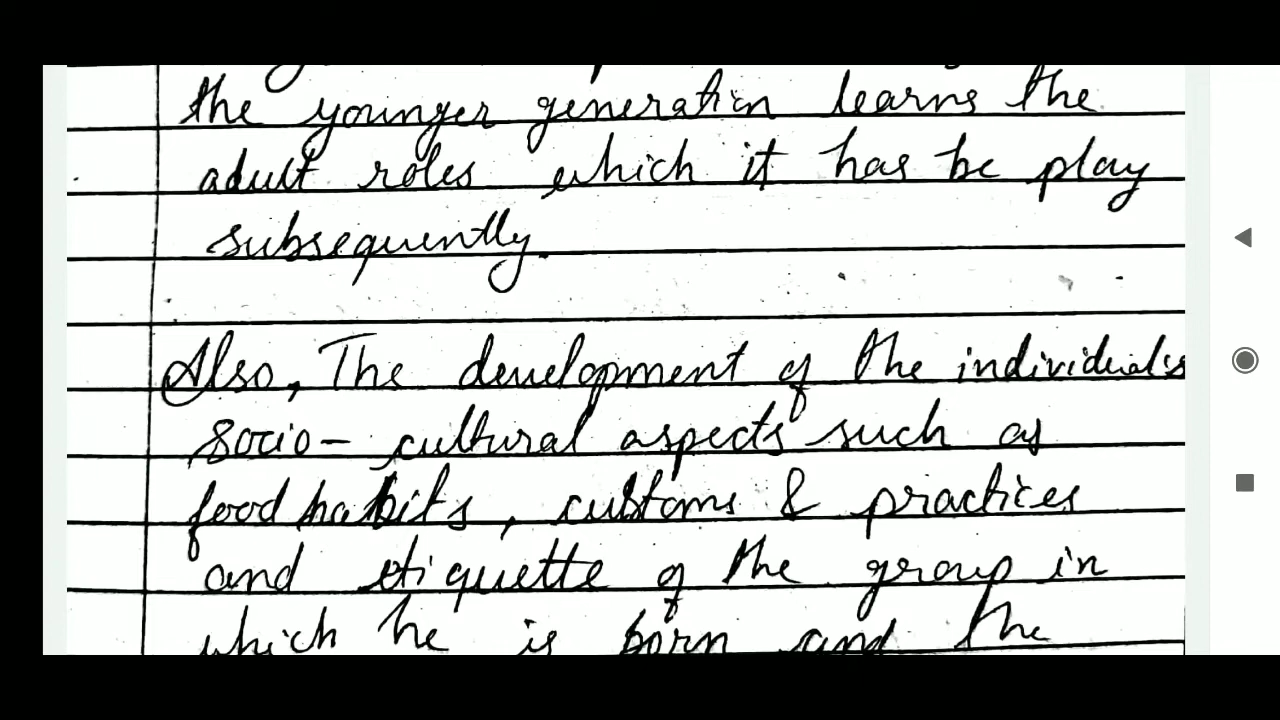 the younger generation learns the
adult roles which it has be play
subsequently.
Also, The development of the individual's
socio- cultural aspects such as
food habits, customs & practices
and etiquette of the group in
which he is born and the